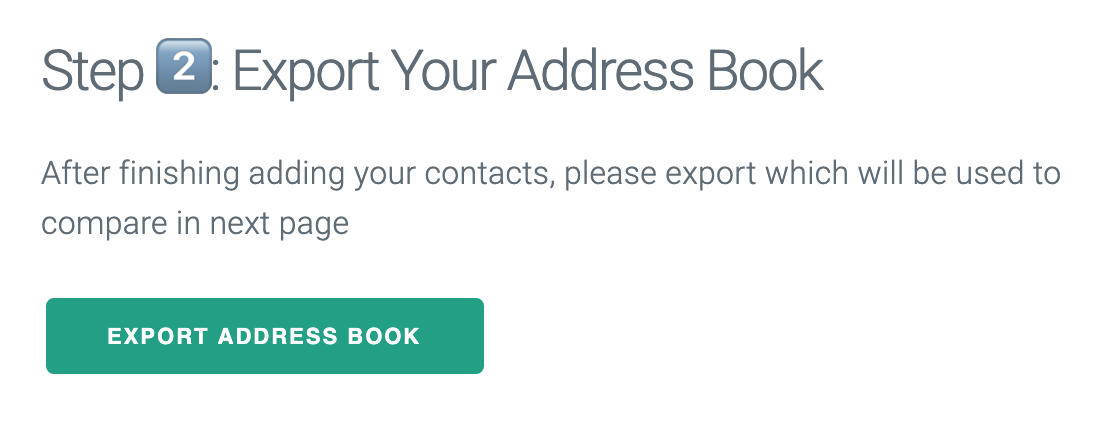 Step 2️⃣: Export Your Address Book
After finishing adding your contacts, please export which will be used to
compare in next page
EXPORT ADDRESS BOOK